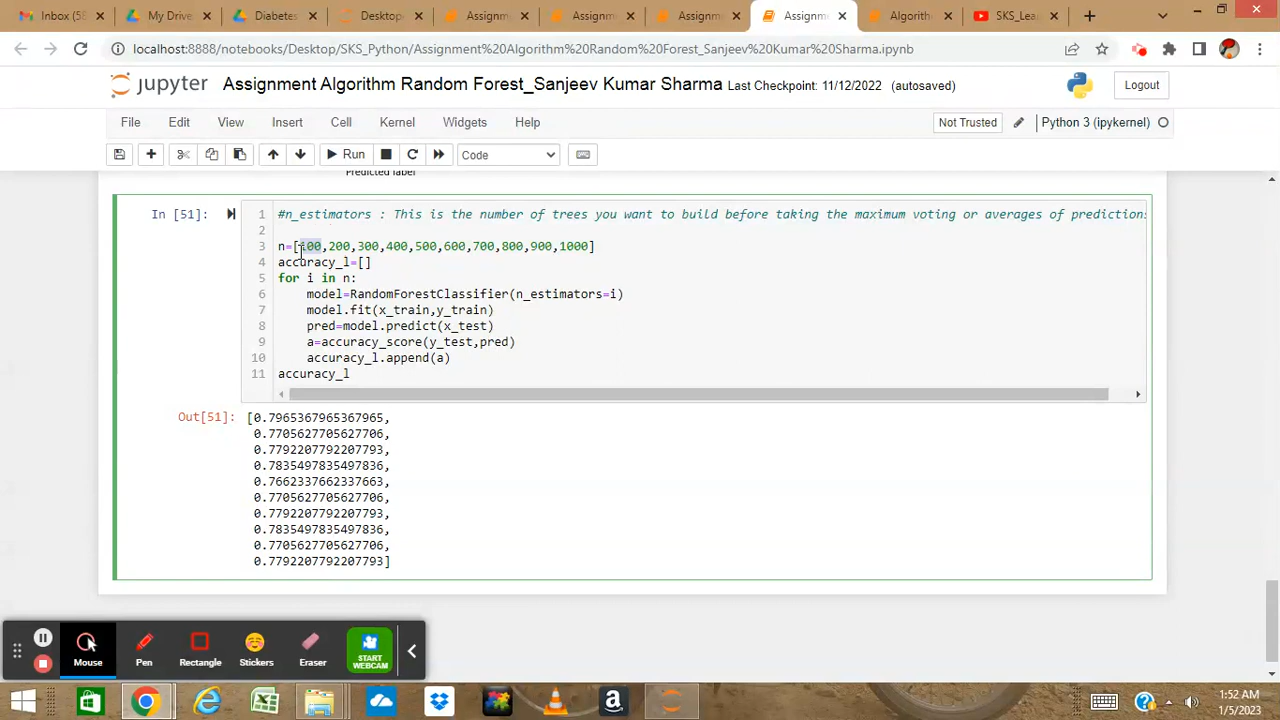 Inbox (58
My Drive
Diabetes
Desktop
Assignm
Assignm
Assignm
Assignm
Algorith
SKS_Lea
localhost:8888/notebooks/Desktop/SKS_Python/Assignment%20Algorithm%20Random%20Forest_Sanjeev%20Kumar%20Sharma.ipynb
jupyter Assignment Algorithm Random Forest_Sanjeev Kumar Sharma Last Checkpoint: 11/12/2022 (autosaved)
Logout
File Edit View Insert Cell Kernel Widgets Help
Not Trusted
Python 3 (ipykernel)
Run
Code
Predicted label
In [51]:
1 #n_estimators : This is the number of trees you want to build before taking the maximum voting or averages of predictions
2
3 n=[100,200,300,400,500,600,700,800,900,1000]
4 accuracy_l=[]
5 for i in n:
6 model=RandomForestClassifier(n_estimators=i)
7 model.fit(x_train,y_train)
8 pred=model.predict(x_test)
9 a=accuracy_score(y_test,pred)
10 accuracy_l.append(a)
11 accuracy_l
Out[51]: [0.7965367965367965,
0.7705627705627706,
0.7792207792207793,
0.7835497835497836,
0.7662337662337663,
0.7705627705627706,
0.7792207792207793,
0.7835497835497836,
0.7705627705627706,
0.7792207792207793]
Mouse
Pen
Rectangle
Stickers
Eraser
START
WEBCAM
1:52 AM
1/5/2023